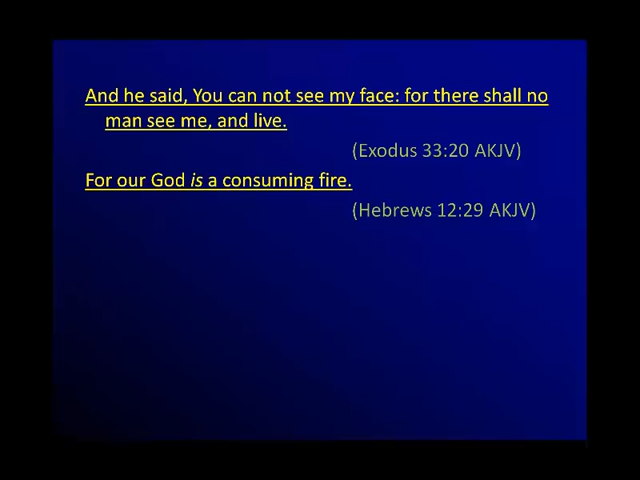 And he said, You can not see my face: for there shall no
man see me, and live.
(Exodus 33:20 AKJV)
For our God is a consuming fire.
(Hebrews 12:29 AKJV)